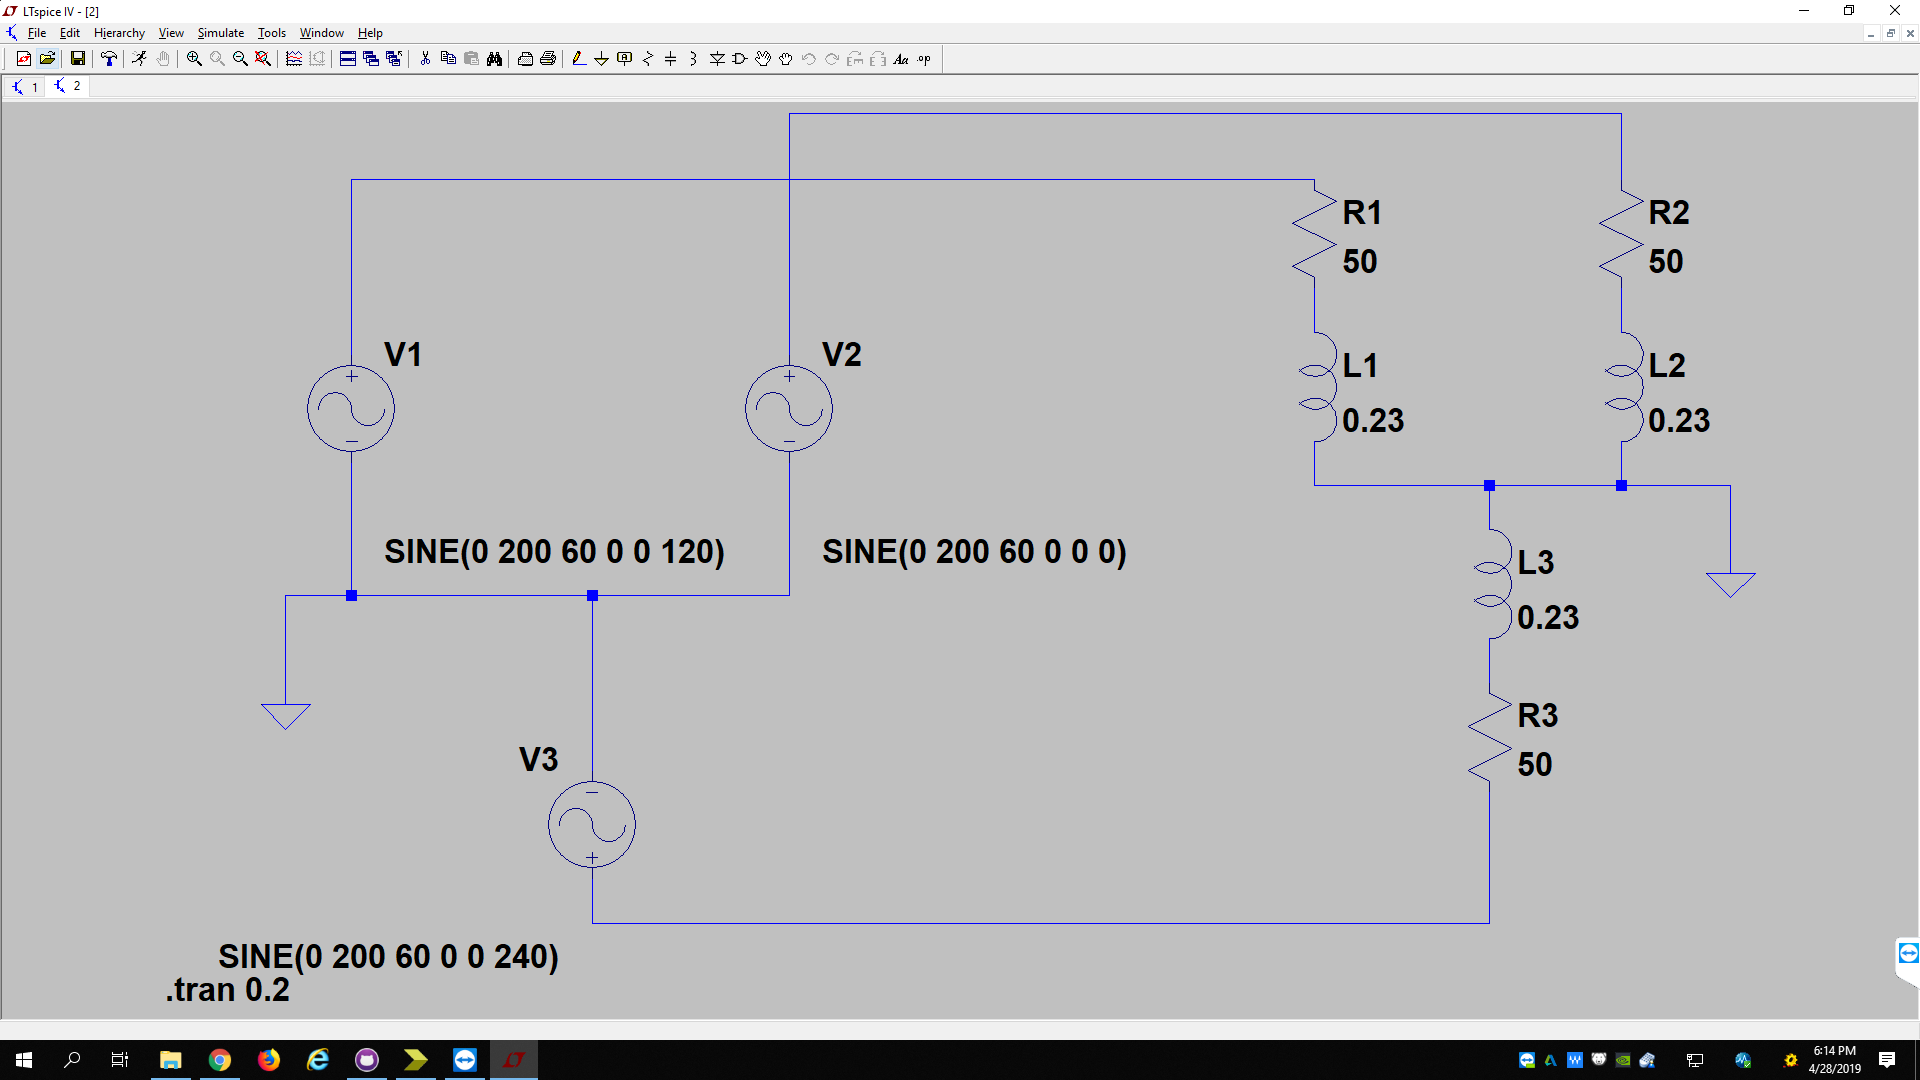 LTspice IV - [2]
File Edit Hierarchy View Simulate Tools Window Help
Aa .op
1 2
R1
50
R2
50
V1
V2
L1
0.23
L2
0.23
SINE(0 200 60 0 0 120)
SINE(0 200 60 0 0 0)
L3
0.23
R3
50
V3
SINE(0 200 60 0 0 240)
.tran 0.2
6:14 PM
4/28/2019